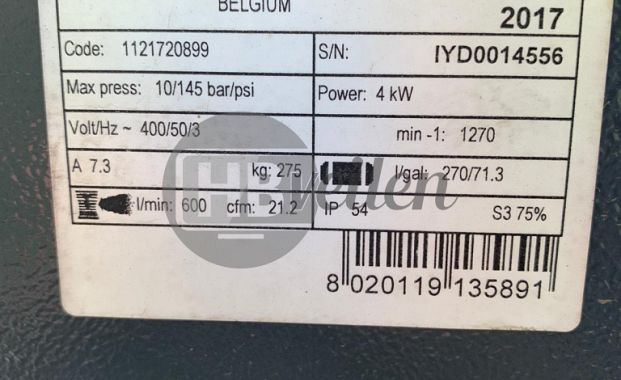 BELGIUM
2017
Code: 1121720899
S/N: IYD0014556
Max press: 10/145 bar/psi
Power: 4 kW
Volt/Hz ~ 400/50/3
min -1: 1270
A 7.3 kg: 275
l/gal: 270/71.3
l/min: 600 cfm: 21.2
IP 54 S3 75%
HB veilen
8 020119 135891